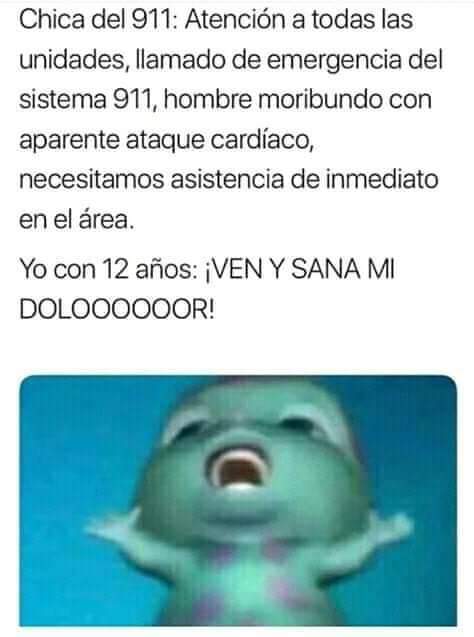 Chica del 911: Atención a todas las
unidades, llamado de emergencia del
sistema 911, hombre moribundo con
aparente ataque cardíaco,
necesitamos asistencia de inmediato
en el área.
Yo con 12 años: ¡VEN Y SANA MI
DOLOOOOOOR!